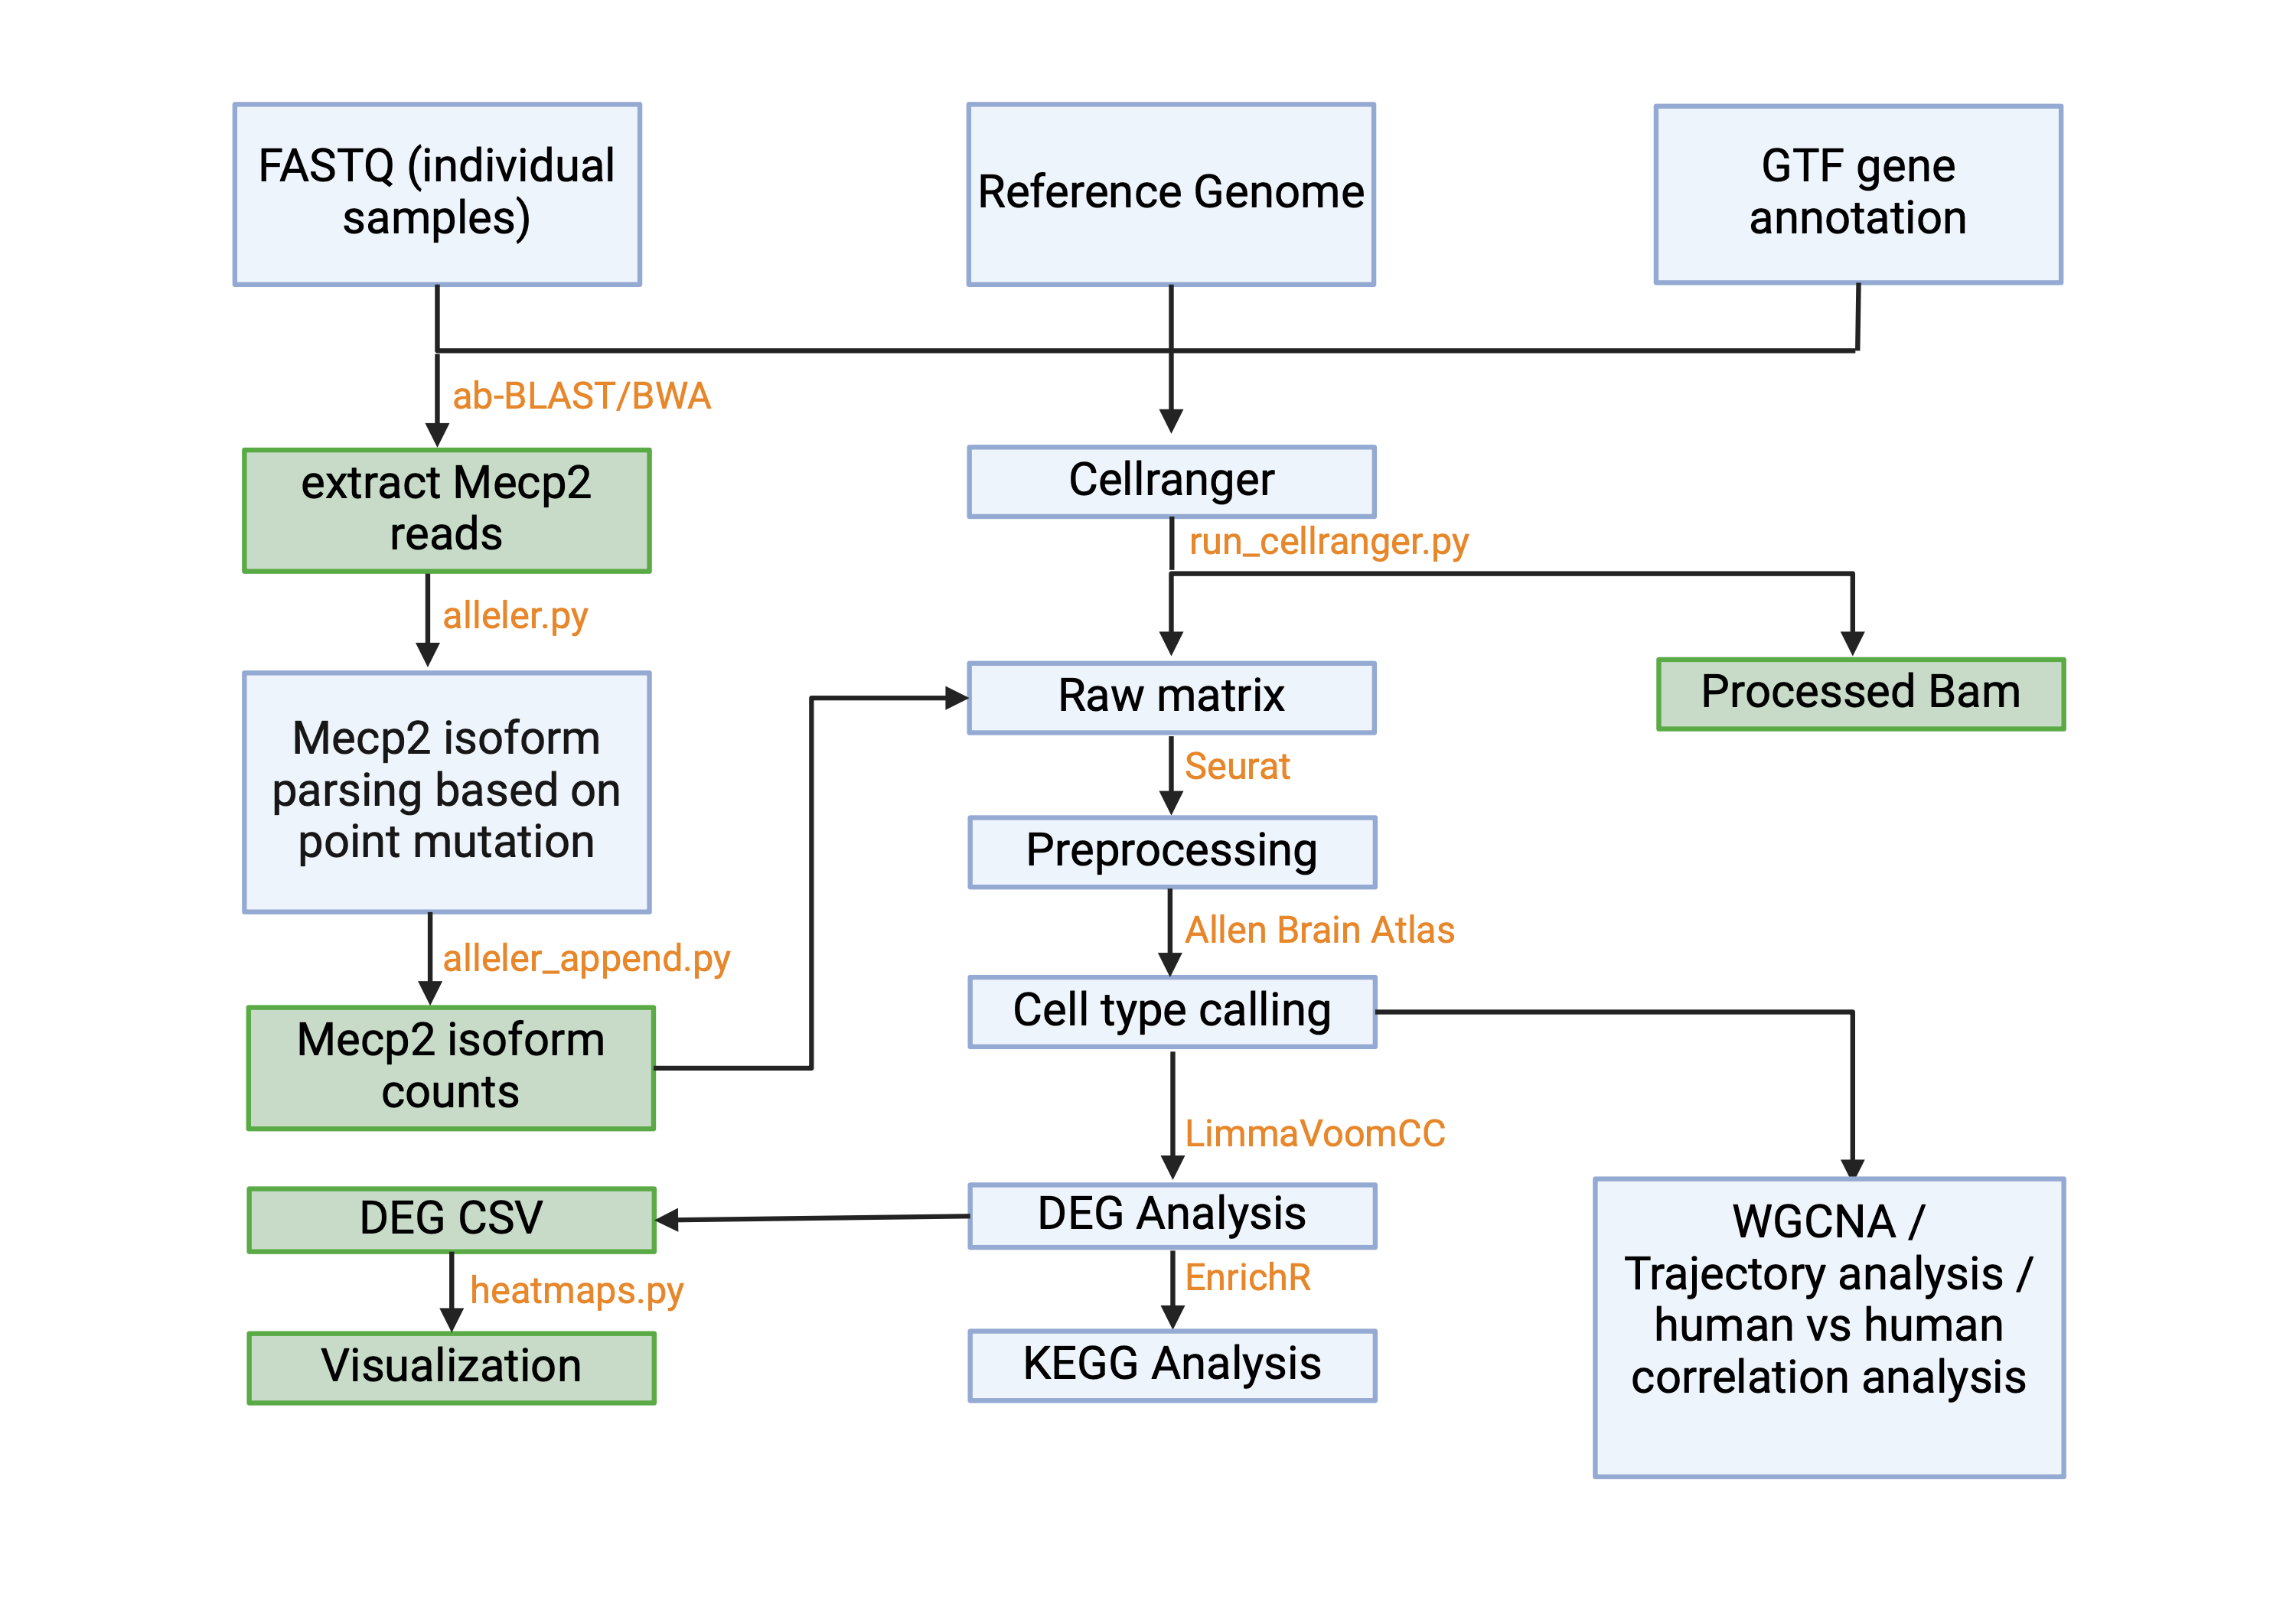 FASTQ (individual
samples)
Reference Genome
GTF gene
annotation
ab-BLAST/BWA
extract Mecp2
reads
Cellranger
run_cellranger.py
alleler.py
Raw matrix
Processed Bam
Mecp2 isoform
parsing based on
point mutation
Seurat
Preprocessing
Allen Brain Atlas
alleler_append.py
Cell type calling
Mecp2 isoform
counts
LimmaVoomCC
DEG CSV
DEG Analysis
WGCNA /
Trajectory analysis /
human vs human
correlation analysis
heatmaps.py
EnrichR
Visualization
KEGG Analysis